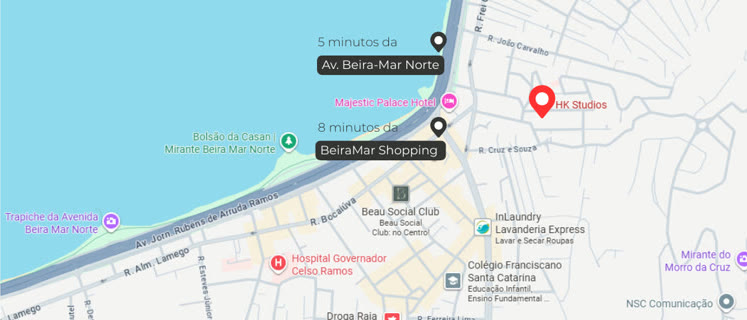 R. Frei C
5 minutos da
R. João Carvalho
Av. Beira-Mar Norte
Majestic Palace Hotel
HK Studios
8 minutos da
Bolsão da Casan |
Mirante Beira Mar Norte
BeiraMar Shopping
R. Cruz e Souza
Trapiche da Avenida
Beira Mar Norte
Av. Jorn. Rubéns de Arruda Ramos
R. Bocaiúva
Beau Social Club
Beau Social
Club: no Centro!
InLaundry
Lavanderia Express
Lavar e Secar Roupas
R. Alm. Lamego
Hospital Governador
Celso Ramos
R. Esteves Júnior
Colégio Franciscano
Santa Catarina
Educação Infantil,
Ensino Fundamental ...
Mirante do
Morro da Cruz
NSC Comunicação
Lamego
Droga Raia
R. Ferreira Lima